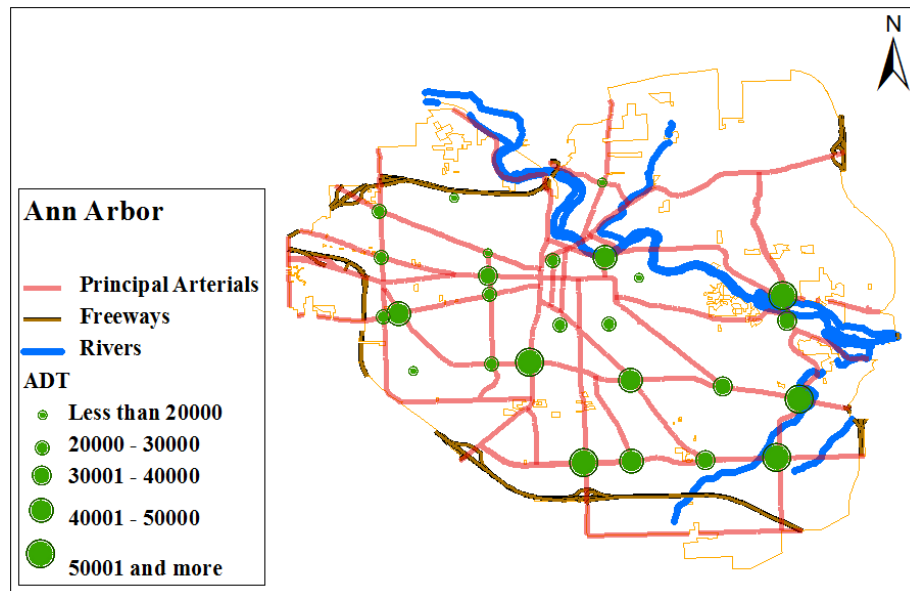 N
Ann Arbor
Principal Arterials
Freeways
Rivers
ADT
Less than 20000
20000 - 30000
30001 - 40000
40001 - 50000
50001 and more